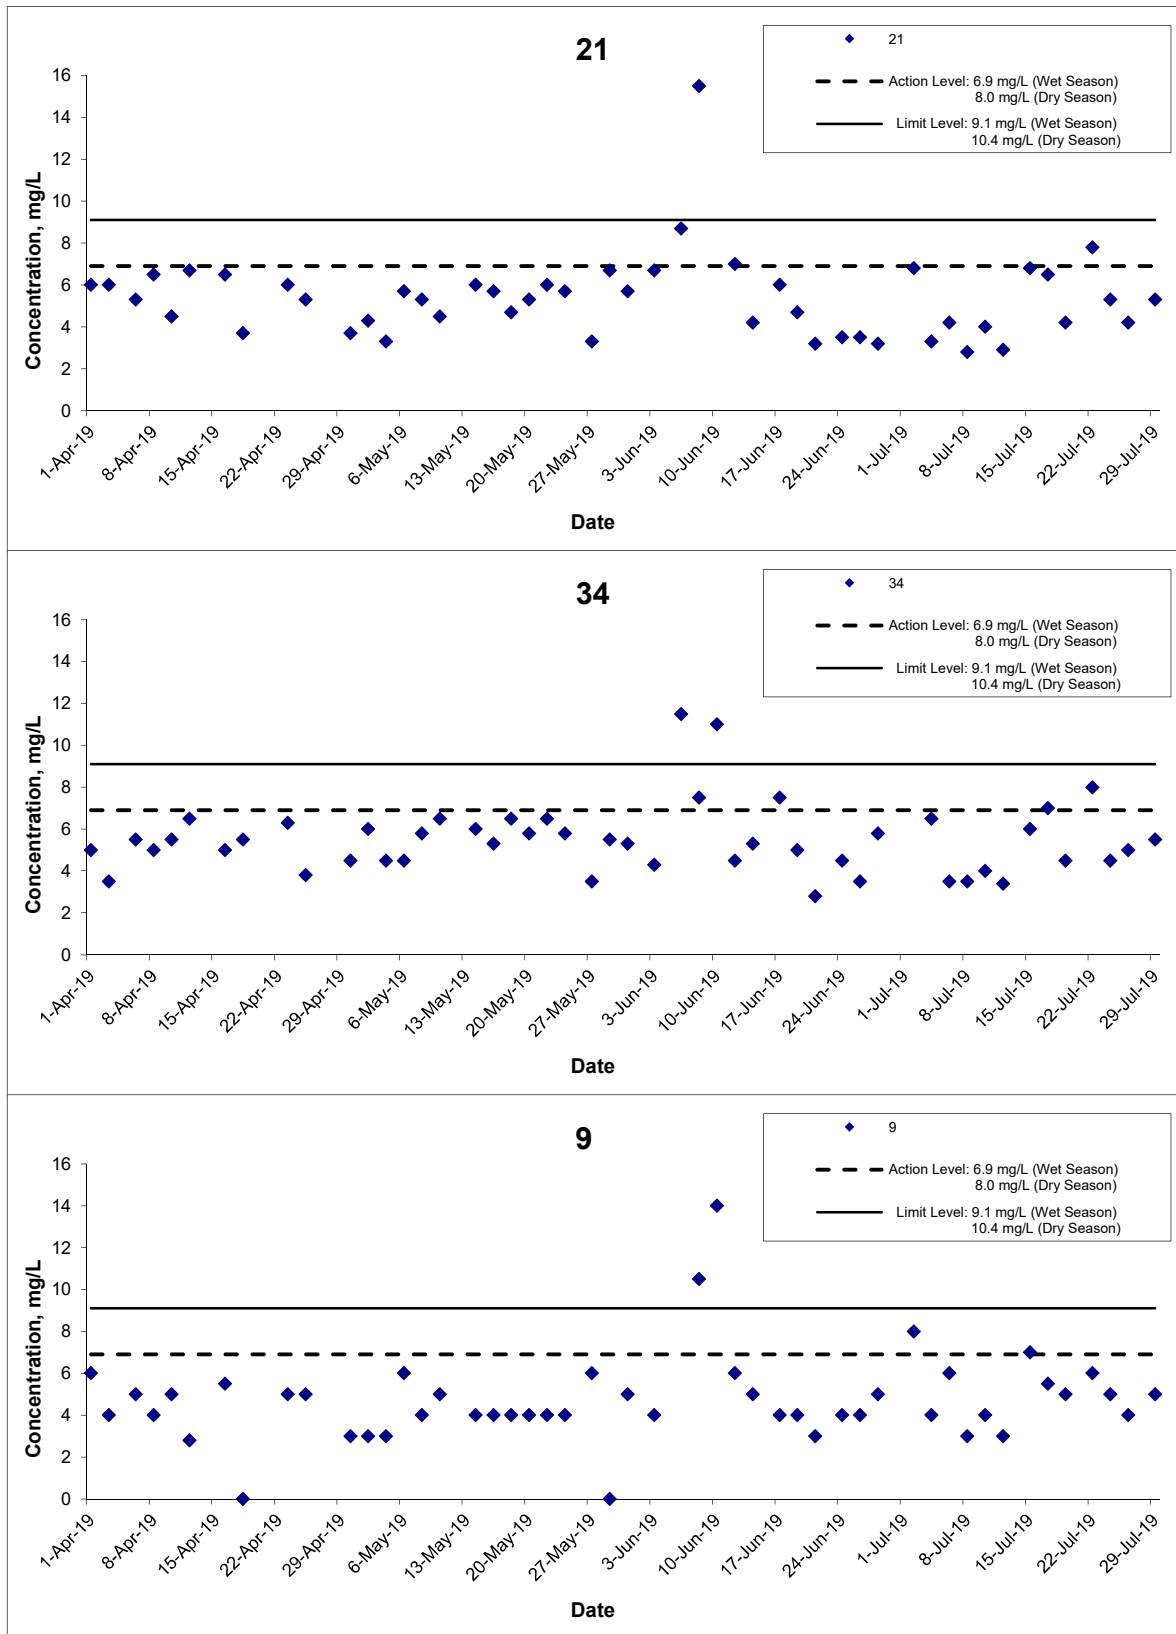 21
21
Action Level: 6.9 mg/L (Wet Season)
8.0 mg/L (Dry Season)
Limit Level: 9.1 mg/L (Wet Season)
10.4 mg/L (Dry Season)
Concentration, mg/L
16
14
12
10
8
6
4
2
0
1-Apr-19
8-Apr-19
15-Apr-19
22-Apr-19
29-Apr-19
6-May-19
13-May-19
20-May-19
27-May-19
3-Jun-19
10-Jun-19
17-Jun-19
24-Jun-19
1-Jul-19
8-Jul-19
15-Jul-19
22-Jul-19
29-Jul-19
Date
34
34
Action Level: 6.9 mg/L (Wet Season)
8.0 mg/L (Dry Season)
Limit Level: 9.1 mg/L (Wet Season)
10.4 mg/L (Dry Season)
Concentration, mg/L
16
14
12
10
8
6
4
2
0
1-Apr-19
8-Apr-19
15-Apr-19
22-Apr-19
29-Apr-19
6-May-19
13-May-19
20-May-19
27-May-19
3-Jun-19
10-Jun-19
17-Jun-19
24-Jun-19
1-Jul-19
8-Jul-19
15-Jul-19
22-Jul-19
29-Jul-19
Date
9
9
Action Level: 6.9 mg/L (Wet Season)
8.0 mg/L (Dry Season)
Limit Level: 9.1 mg/L (Wet Season)
10.4 mg/L (Dry Season)
Concentration, mg/L
16
14
12
10
8
6
4
2
0
1-Apr-19
8-Apr-19
15-Apr-19
22-Apr-19
29-Apr-19
6-May-19
13-May-19
20-May-19
27-May-19
3-Jun-19
10-Jun-19
17-Jun-19
24-Jun-19
1-Jul-19
8-Jul-19
15-Jul-19
22-Jul-19
29-Jul-19
Date